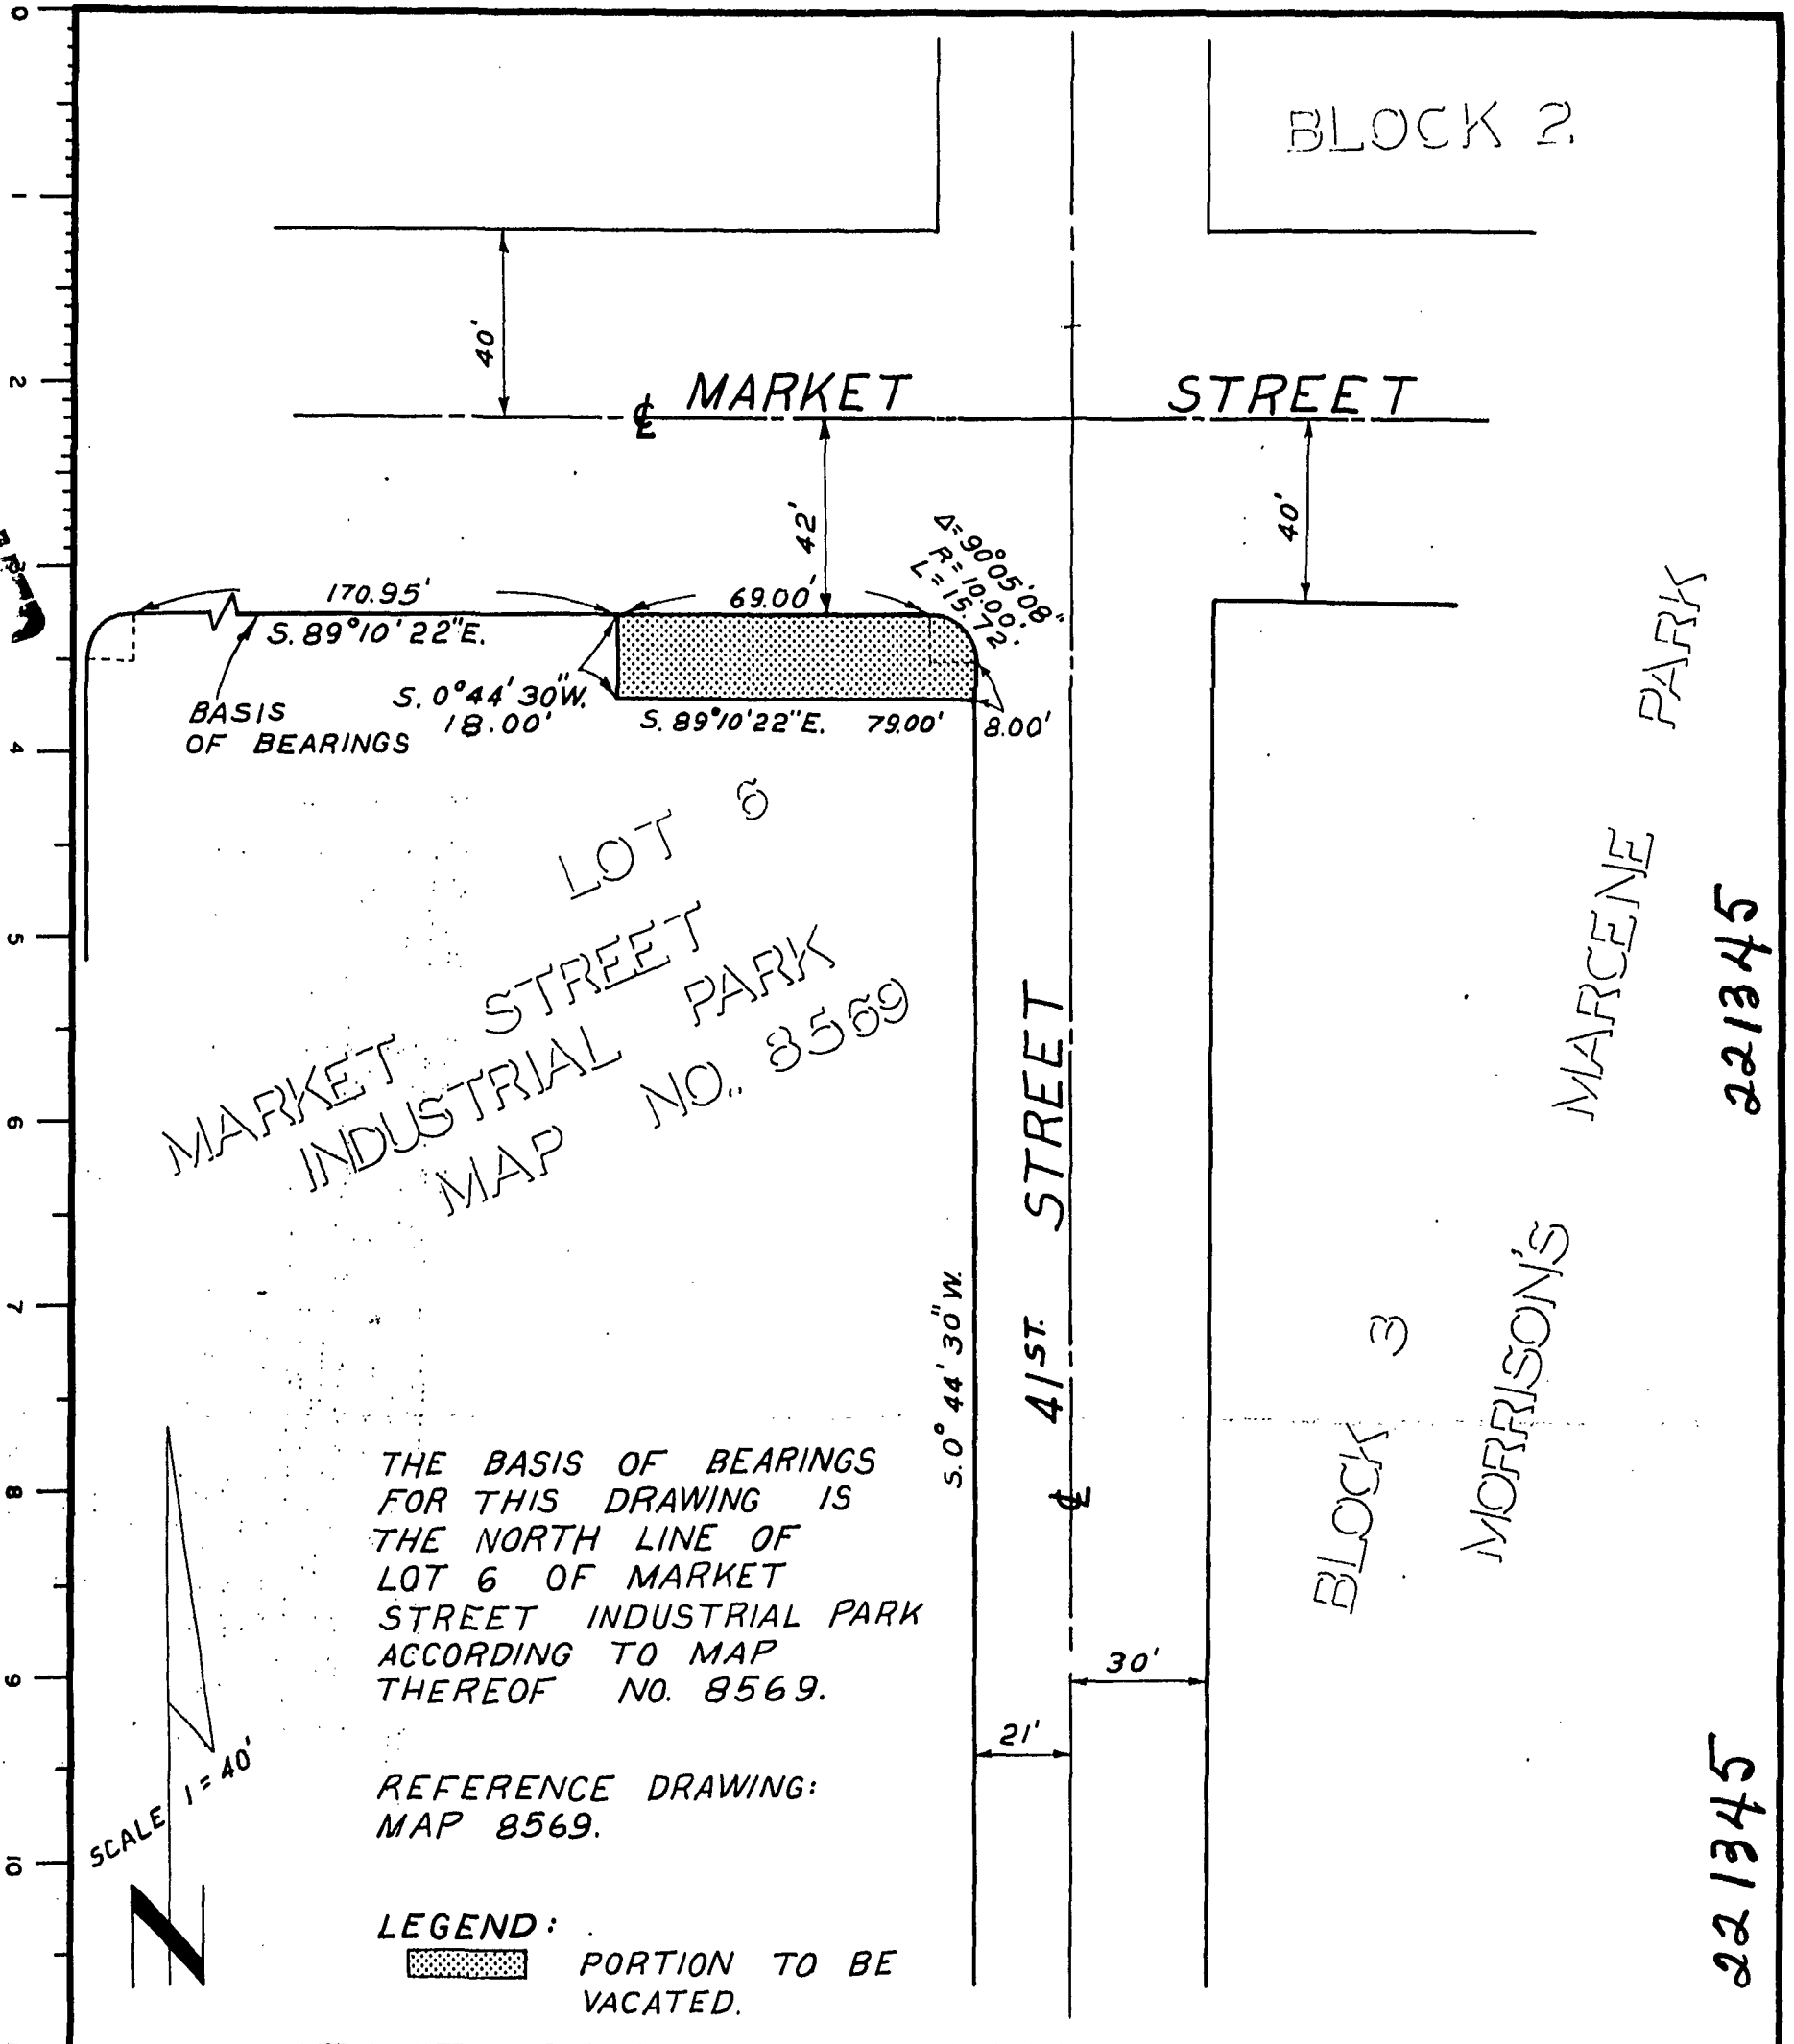 0
1
2
3
4
5
6
7
8
9
10
BLOCK 2
40'
MARKET STREET
℄
42'
40'
Δ=90°05'08"
R=10.00'
L=15.72'
170.95'
69.00'
S.89°10'22"E.
BASIS
OF BEARINGS
S.0°44'30"W.
18.00'
S.89°10'22"E. 79.00'
8.00'
LOT 6
MARKET STREET
INDUSTRIAL PARK
MAP NO. 8569
41ST. STREET
℄
S.0°44'30"W.
BLOCK 3
MORRISON'S MARCENE PARK
221345
THE BASIS OF BEARINGS
FOR THIS DRAWING IS
THE NORTH LINE OF
LOT 6 OF MARKET
STREET INDUSTRIAL PARK
ACCORDING TO MAP
THEREOF NO. 8569.
30'
21'
REFERENCE DRAWING:
MAP 8569.
SCALE 1=40'
N
LEGEND:
PORTION TO BE
VACATED.
221345